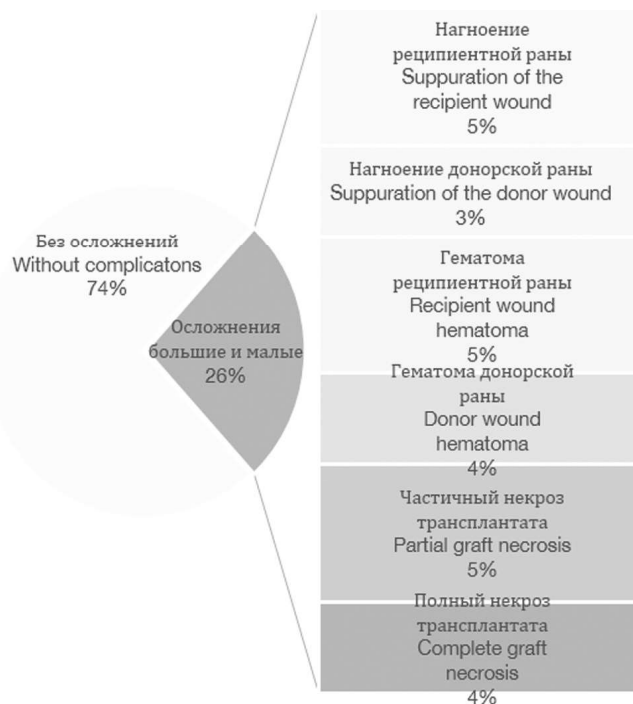 Без осложнений
Without complicatons
74%
Осложнения
большие и малые
26%
Нагноение
реципиентной раны
Suppuration of the
recipient wound
5%
Нагноение донорской раны
Suppuration of the donor wound
3%
Гематома
реципиентной раны
Recipient wound
hematoma
5%
Гематома донорской
раны
Donor wound
hematoma
4%
Частичный некроз
трансплантата
Partial graft necrosis
5%
Полный некроз
трансплантата
Complete graft
necrosis
4%